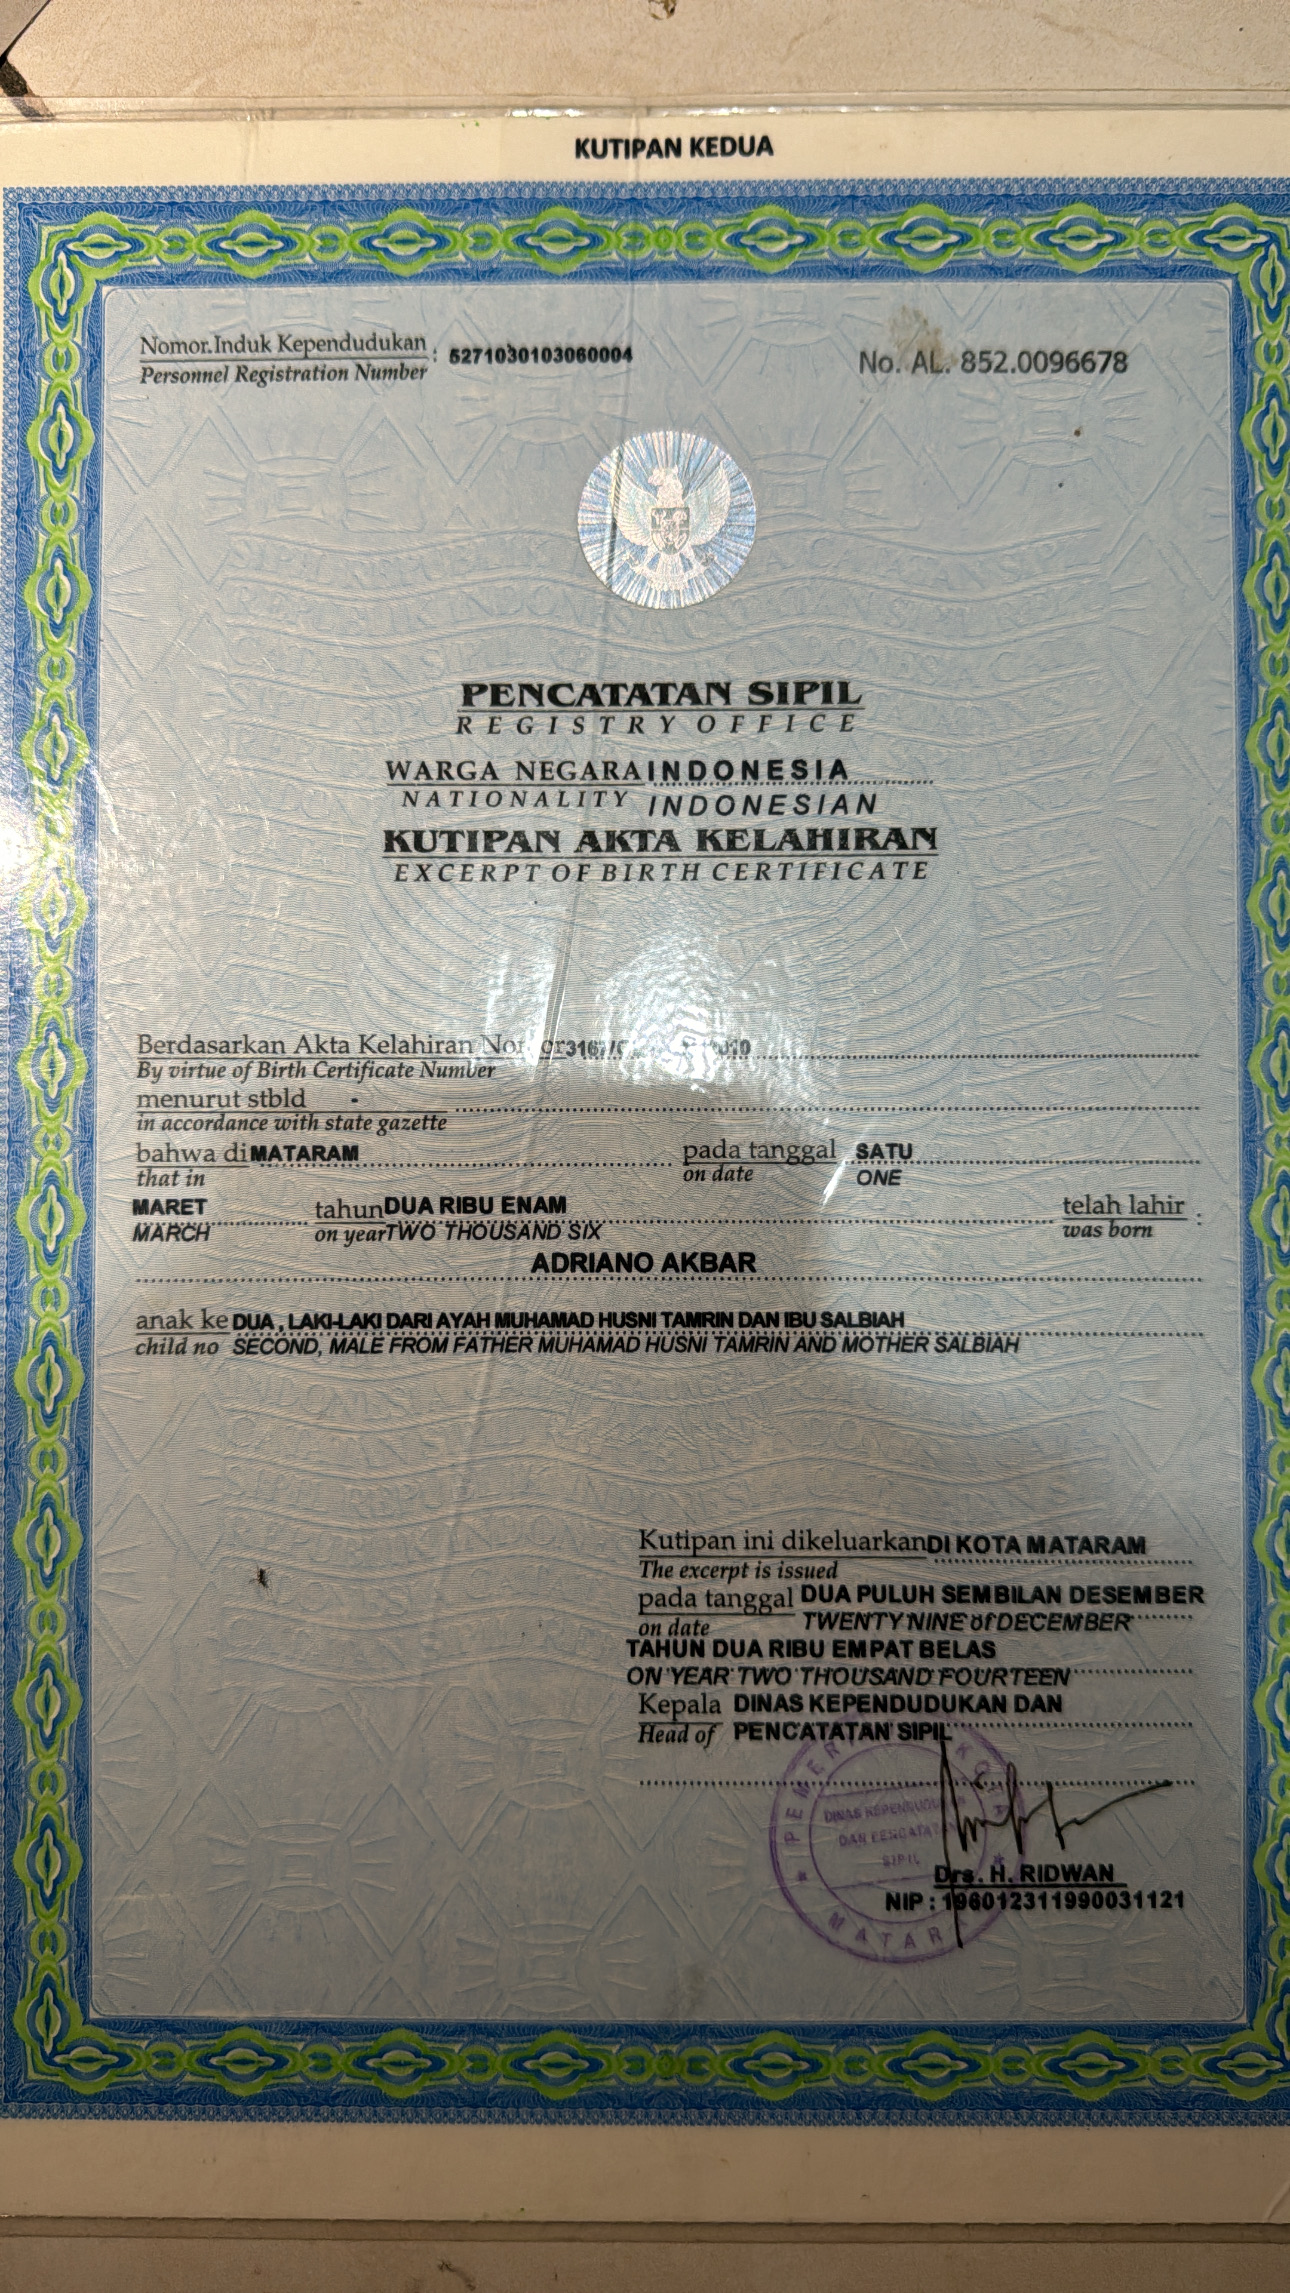 KUTIPAN KEDUA
Nomor.Induk Kependudukan : 5271030103060004
Personnel Registration Number
No. AL. 852.0096678
PENCATATAN SIPIL
REGISTRY OFFICE
WARGA NEGARA INDONESIA
NATIONALITY INDONESIAN
KUTIPAN AKTA KELAHIRAN
EXCERPT OF BIRTH CERTIFICATE
Berdasarkan Akta Kelahiran
By virtue of Birth Certificate Number
menurut stbld -
in accordance with state gazette
bahwa di MATARAM pada tanggal SATU
that in on date ONE
MARET tahun DUA RIBU ENAM telah lahir :
MARCH on year TWO THOUSAND SIX was born
ADRIANO AKBAR
anak ke DUA , LAKI-LAKI DARI AYAH MUHAMAD HUSNI TAMRIN DAN IBU SALBIAH
child no SECOND, MALE FROM FATHER MUHAMAD HUSNI TAMRIN AND MOTHER SALBIAH
Kutipan ini dikeluarkan DI KOTA MATARAM
The excerpt is issued
pada tanggal DUA PULUH SEMBILAN DESEMBER
on date TWENTY NINE of DECEMBER
TAHUN DUA RIBU EMPAT BELAS
ON YEAR TWO THOUSAND FOURTEEN
Kepala DINAS KEPENDUDUKAN DAN
Head of PENCATATAN SIPIL
SIPIL
Drs. H. RIDWAN
NIP : 196012311990031121